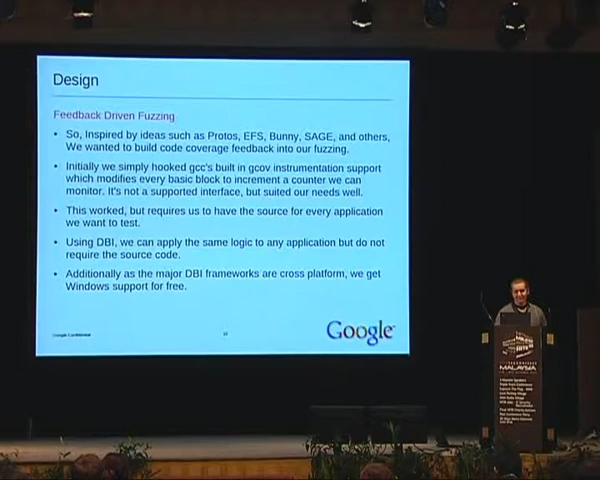 Design
Feedback Driven Fuzzing
• So, Inspired by ideas such as Protos, EFS, Bunny, SAGE, and others,
We wanted to build code coverage feedback into our fuzzing.
• Initially we simply hooked gcc's built in gcov instrumentation support
which modifies every basic block to increment a counter we can
monitor. It's not a supported interface, but suited our needs well.
• This worked, but requires us to have the source for every application
we want to test.
• Using DBI, we can apply the same logic to any application but do not
require the source code.
• Additionally as the major DBI frameworks are cross platform, we get
Windows support for free.
Google Confidential
Google
MALAYSIA